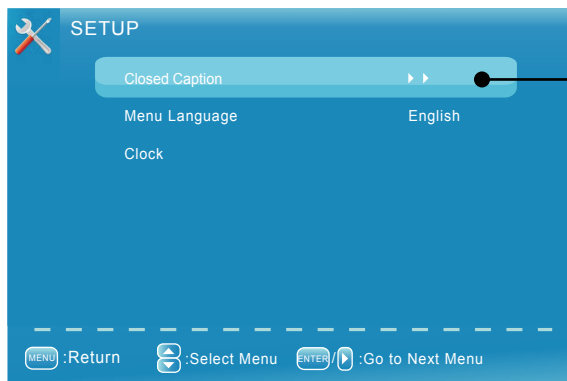 SETUP
Closed Caption
Menu Language English
Clock
MENU :Return :Select Menu ENTER / :Go to Next Menu